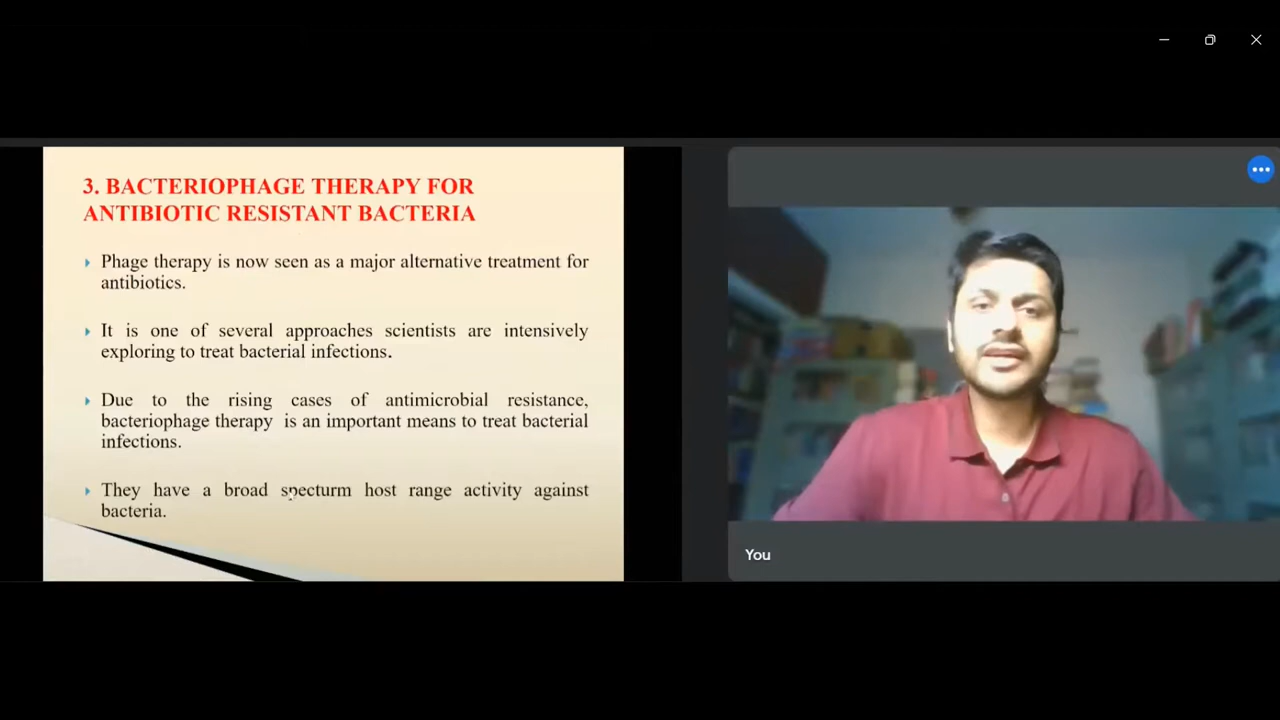 3. BACTERIOPHAGE THERAPY FOR
ANTIBIOTIC RESISTANT BACTERIA
Phage therapy is now seen as a major alternative treatment for
antibiotics.
It is one of several approaches scientists are intensively
exploring to treat bacterial infections.
Due to the rising cases of antimicrobial resistance,
bacteriophage therapy is an important means to treat bacterial
infections.
They have a broad specturm host range activity against
bacteria.
You